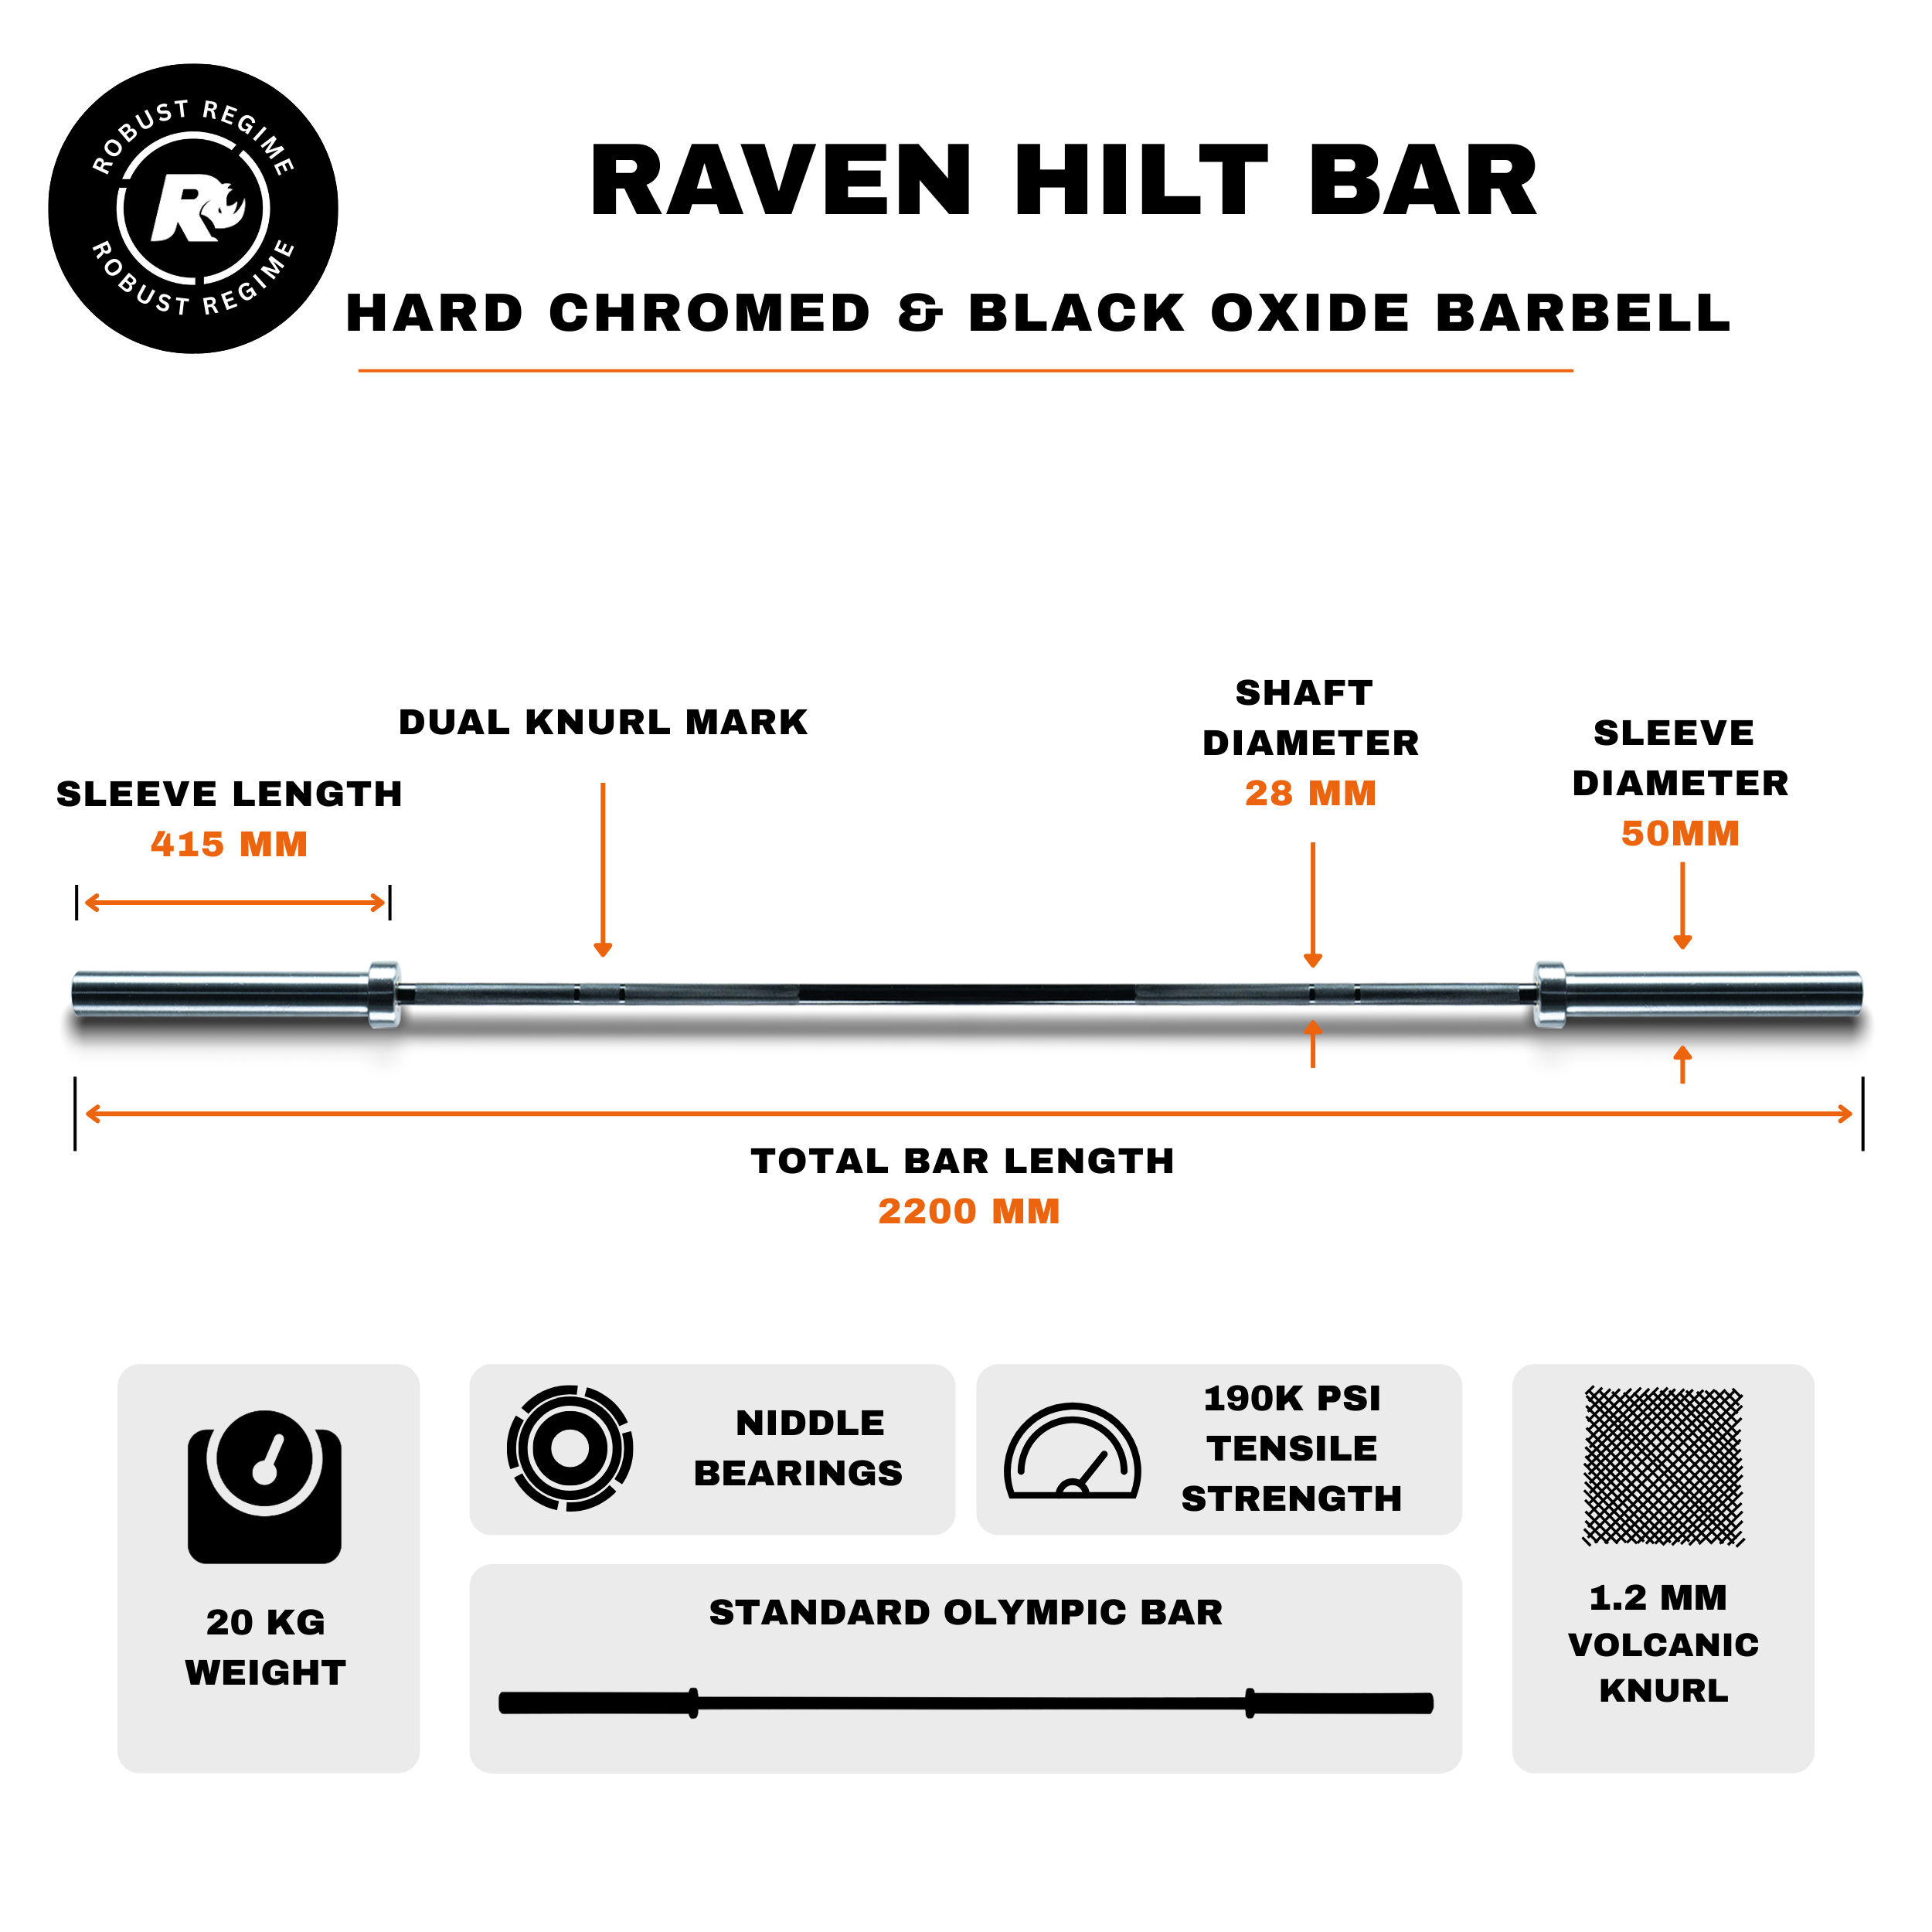 ROBUST REGIME
ROBUST REGIME
R
RAVEN HILT BAR
HARD CHROMED & BLACK OXIDE BARBELL
DUAL KNURL MARK
SHAFT
DIAMETER
28 MM
SLEEVE
DIAMETER
50MM
SLEEVE LENGTH
415 MM
TOTAL BAR LENGTH
2200 MM
20 KG
WEIGHT
NIDDLE
BEARINGS
190K PSI
TENSILE
STRENGTH
STANDARD OLYMPIC BAR
1.2 MM
VOLCANIC
KNURL